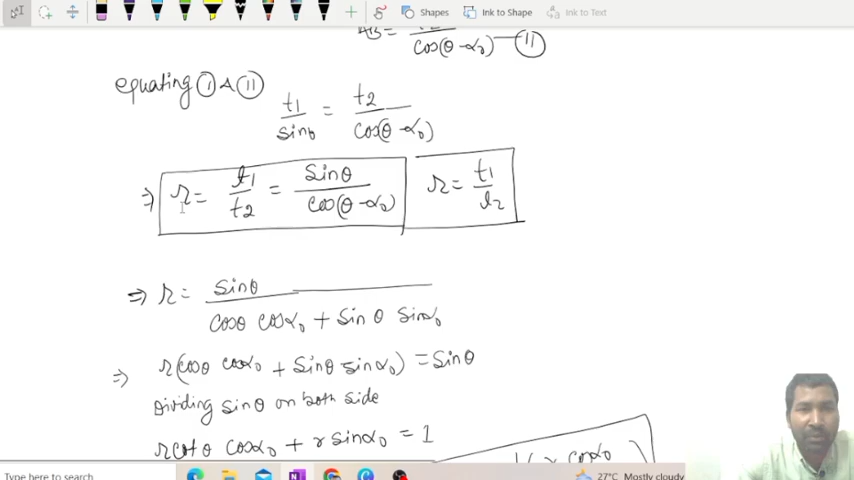 Shapes Ink to Shape Ink to Text
AB = cos(θ-α₀) — II
equating I & II
t1/sinθ = t2/cos(θ-α₀)
⇒ r = t1/t2 = sinθ/cos(θ-α₀) r = t1/t2
⇒ r = sinθ/cosθ cosα₀ + sinθ sinα₀
⇒ r(cosθ cosα₀ + sinθ sinα₀) = sinθ
Dividing sinθ on both side
r cotθ cosα₀ + r sinα₀ = 1
r cosα₀
Type here to search
27°C Mostly cloudy